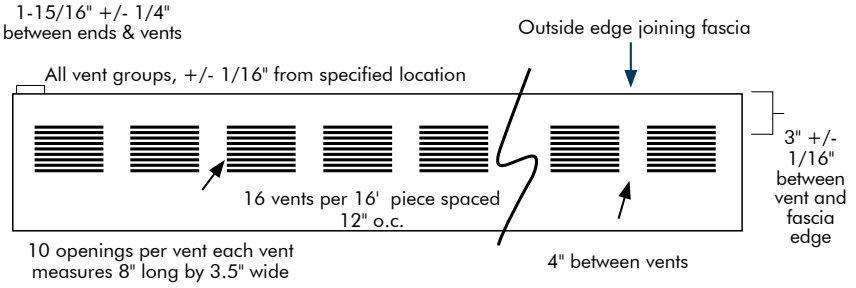 1-15/16" +/- 1/4"
between ends & vents
Outside edge joining fascia
All vent groups, +/- 1/16" from specified location
3" +/-
1/16"
between
vent and
fascia
edge
16 vents per 16' piece spaced
12" o.c.
10 openings per vent each vent
measures 8" long by 3.5" wide
4" between vents